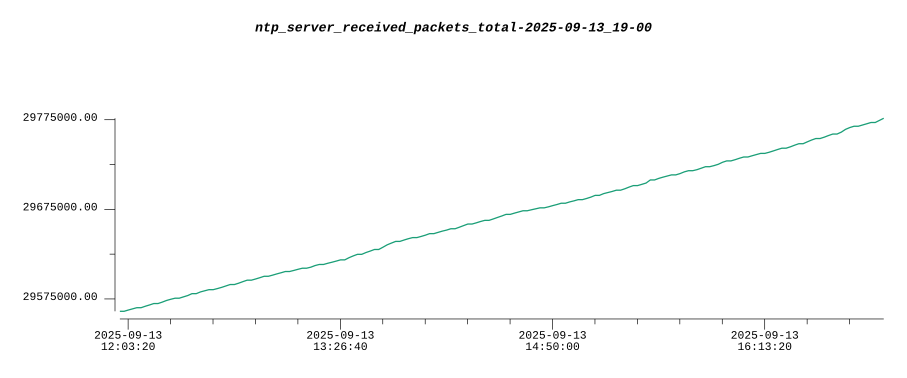 ntp_server_received_packets_total-2025-09-13_19-00
29775000.00
29675000.00
29575000.00
2025-09-13 2025-09-13 2025-09-13 2025-09-13
12:03:20 13:26:40 14:50:00 16:13:20